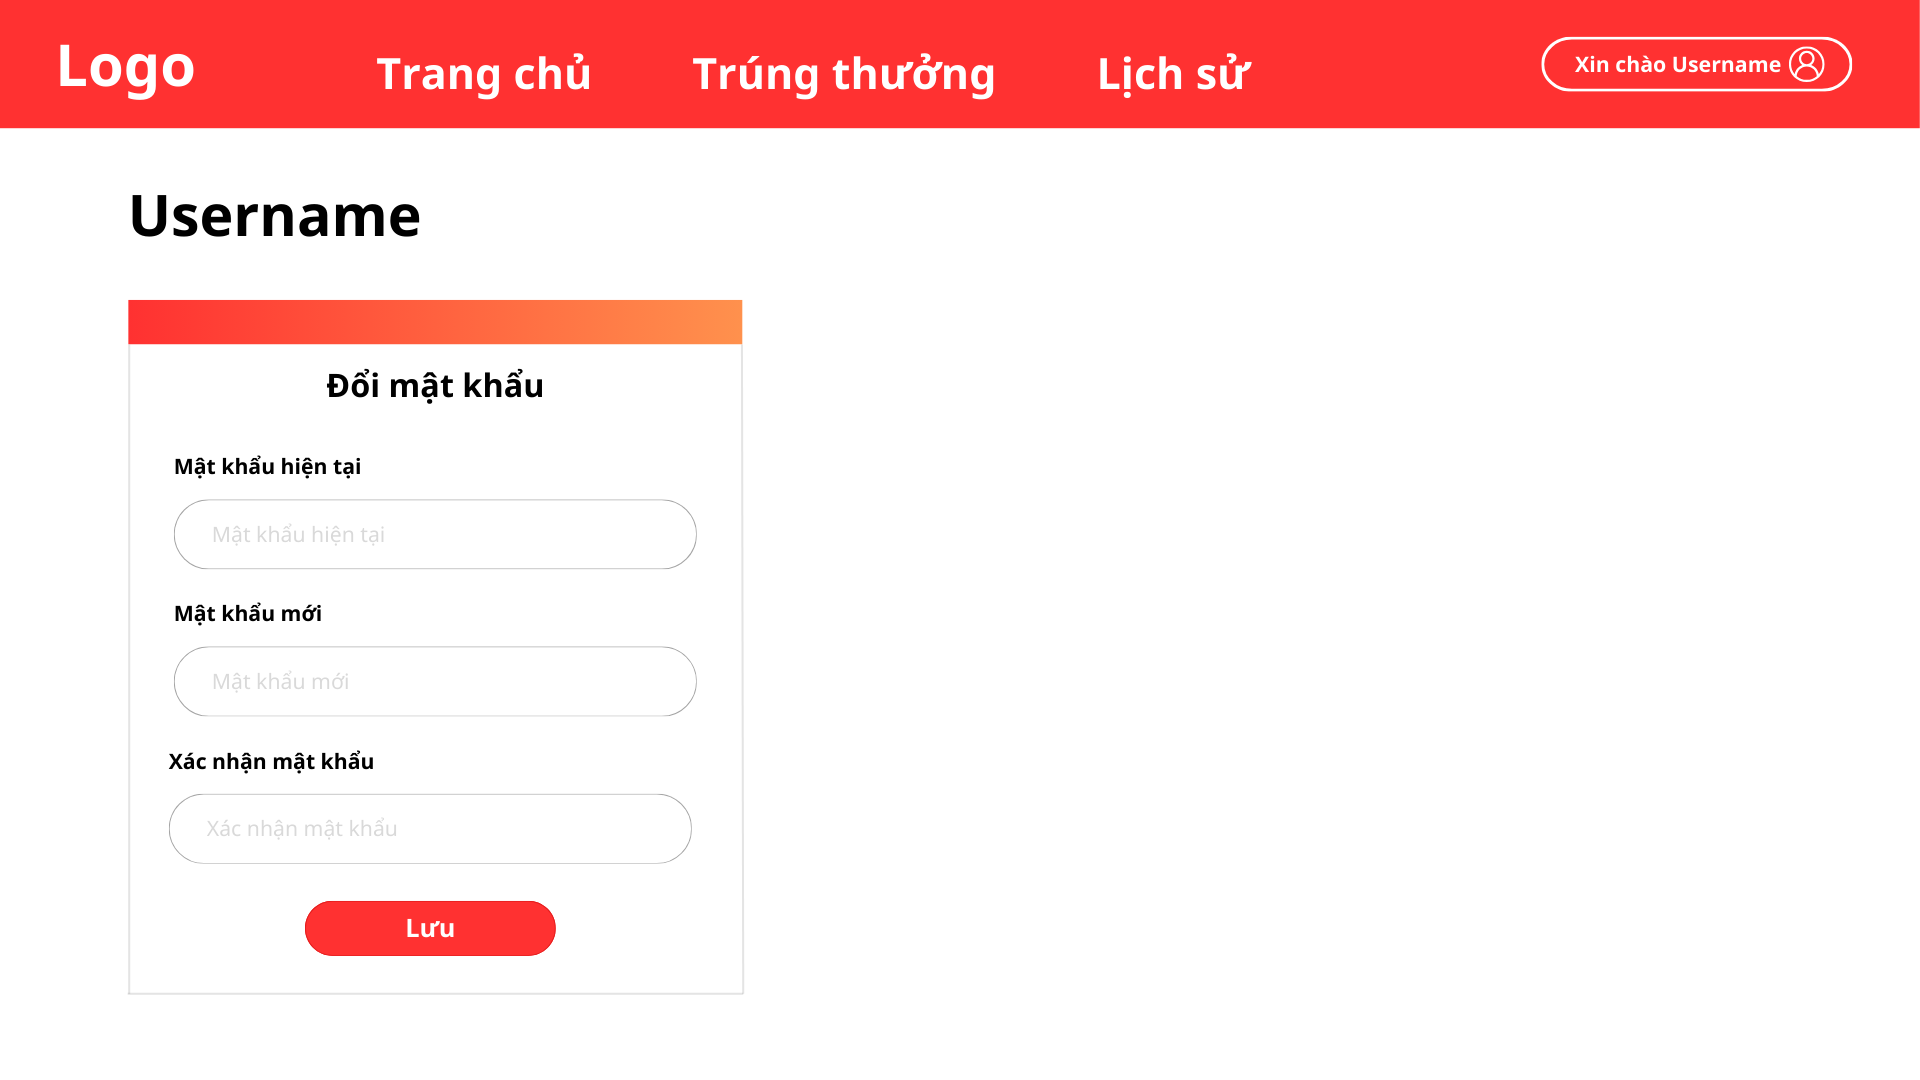 Logo
Trang chủ
Trúng thưởng
Lịch sử
Xin chào Username
Username
Đổi mật khẩu
Mật khẩu hiện tại
Mật khẩu hiện tại
Mật khẩu mới
Mật khẩu mới
Xác nhận mật khẩu
Xác nhận mật khẩu
Lưu